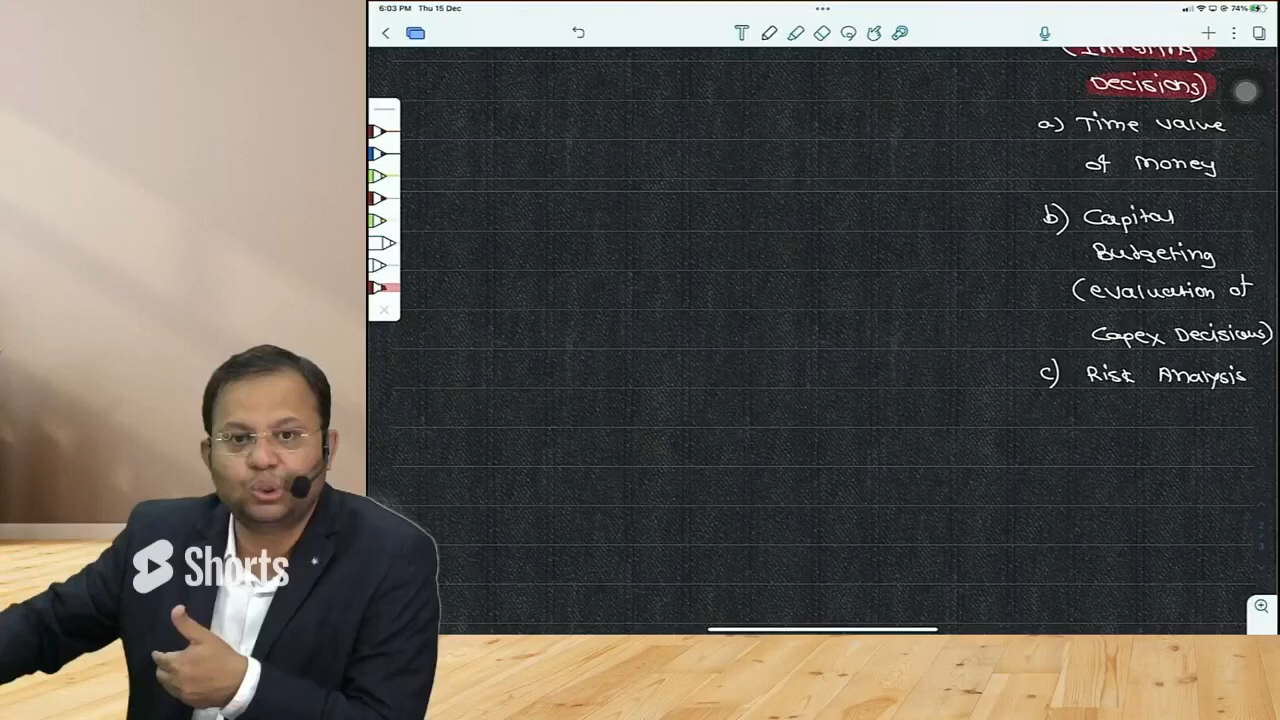 6:03 PM Thu 15 Dec
74%
Decisions)
a) Time value
of Money
b) Capital
Budgeting
(evaluation of
Capex Decisions)
c) Risk Analysis
Shorts